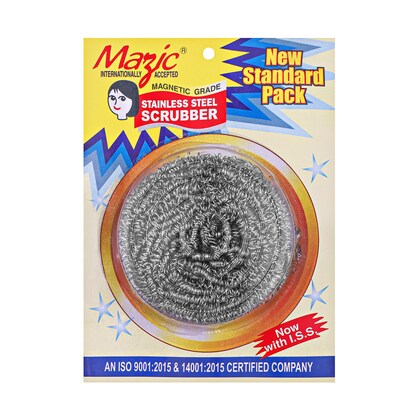 Mazic®
INTERNATIONALLY ACCEPTED
MAGNETIC GRADE
STAINLESS STEEL
SCRUBBER
New
Standard
Pack
Now
with I.S.S.
AN ISO 9001:2015 & 14001:2015 CERTIFIED COMPANY